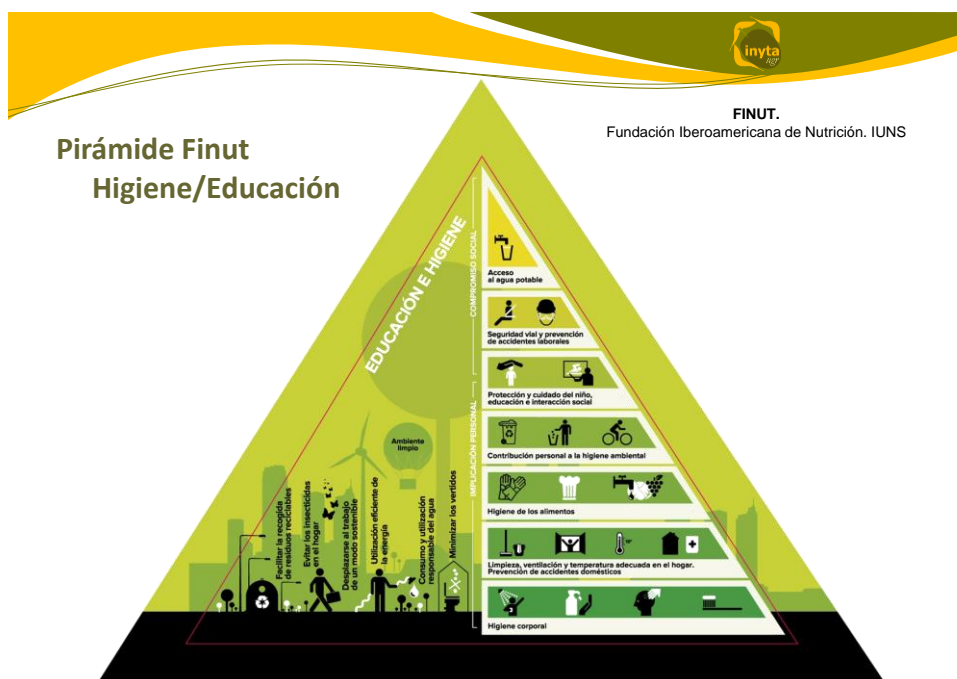 inyta
ugr
FINUT.
Fundación Iberoamericana de Nutrición. IUNS
Pirámide Finut
Higiene/Educación
EDUCACIÓN E HIGIENE
COMPROMISO SOCIAL
IMPLICACIÓN PERSONAL
Acceso
al agua potable
Seguridad vial y prevención
de accidentes laborales
Protección y cuidado del niño,
educación e interacción social
Contribución personal a la higiene ambiental
Higiene de los alimentos
Limpieza, ventilación y temperatura adecuada en el hogar.
Prevención de accidentes domésticos
Higiene corporal
Ambiente
limpio
Facilitar la recogida
de residuos reciclables
Evitar los insecticidas
en el hogar
Desplazarse al trabajo
de un modo sostenible
Utilización eficiente de
la energía
Consumo y utilización
responsable del agua
Minimizar los vertidos